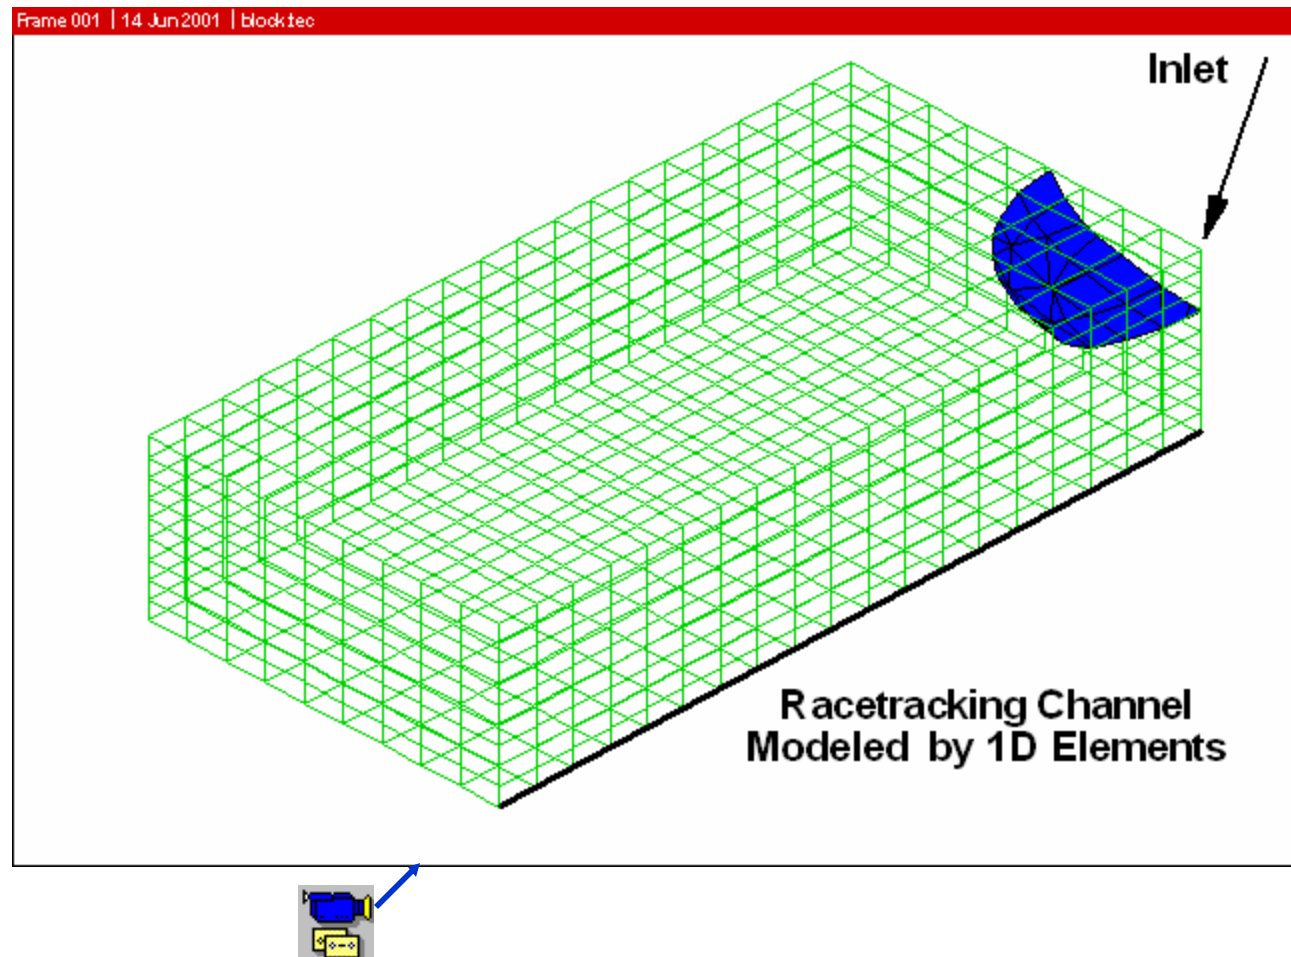 Frame 001 | 14 Jun 2001 | blocktec
Inlet
Racetracking Channel
Modeled by 1D Elements